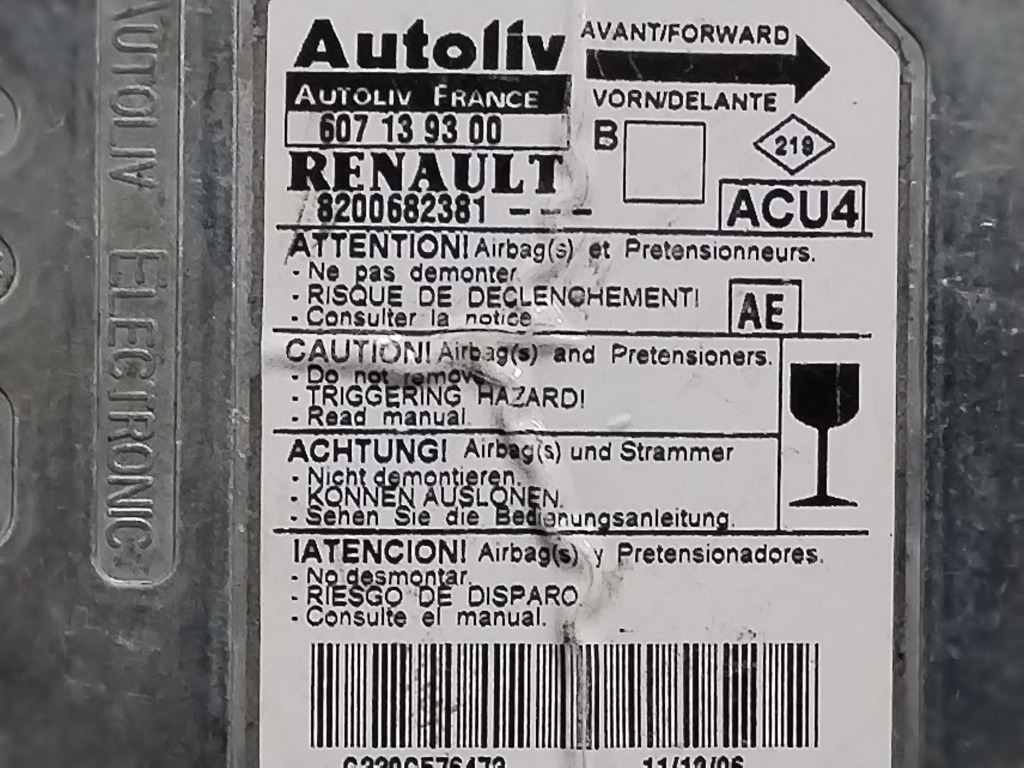 AUTOLIV ELECTRONIC
Autoliv
AVANT/FORWARD
AUTOLIV FRANCE
VORN/DELANTE
607 13 93 00
B
219
RENAULT
8200682381 ---
ACU4
ATTENTION! Airbag(s) et Pretensionneurs.
- Ne pas demonter.
- RISQUE DE DECLENCHEMENT!
- Consulter la notice
AE
CAUTION! Airbag(s) and Pretensioners.
- Do not remove
- TRIGGERING HAZARD!
- Read manual.
ACHTUNG! Airbag(s) und Strammer
- Nicht demontieren.
- KONNEN AUSLONEN.
- Sehen Sie die Bedienungsanleitung.
!ATENCION! Airbag(s) y Pretensionadores.
- No desmontar.
- RIESGO DE DISPARO
- Consulte el manual.
11/10/06